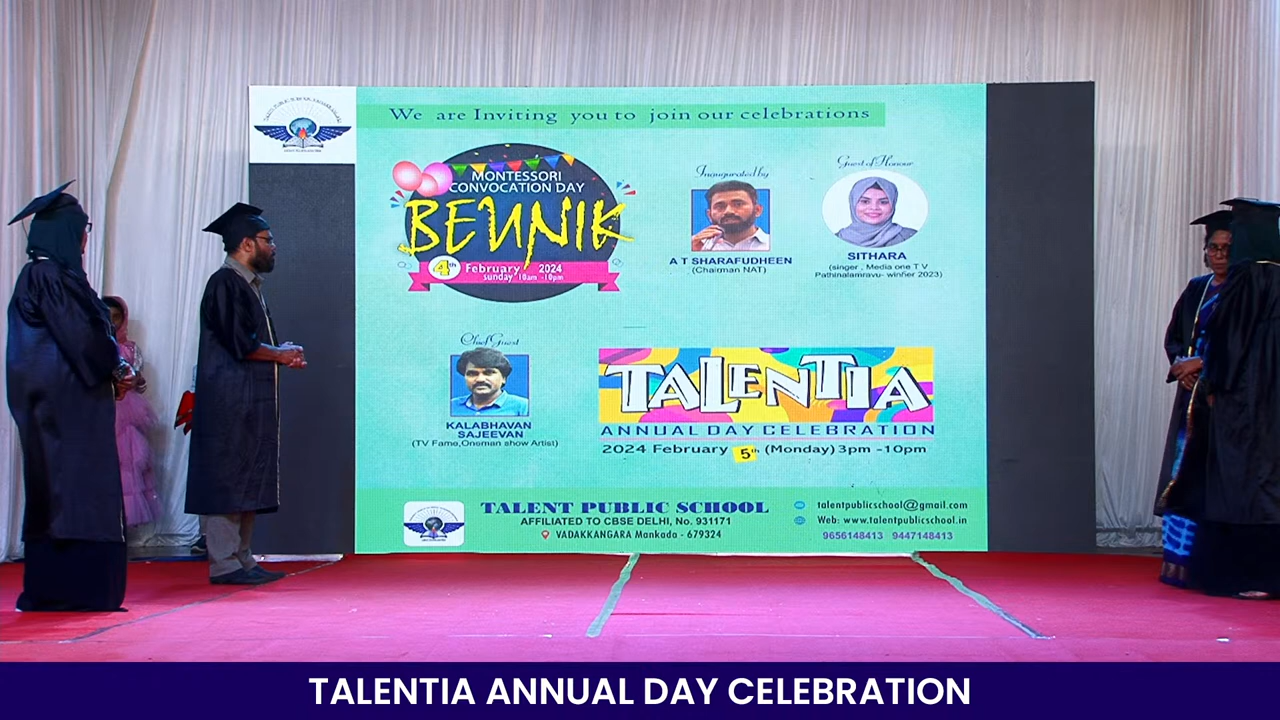 We are Inviting you to join our celebrations
MONTESSORI
CONVOCATION DAY
BEUNIK
4th February 2024
sunday 10am -10pm
Inaugurated by
A T SHARAFUDHEEN
(Chairman NAT)
Guest of Honour
SITHARA
(singer , Media one T V
Pathinalamravu- winner 2023)
Chief Guest
KALABHAVAN
SAJEEVAN
(TV Fame,Oneman show Artist)
TALENTIA
ANNUAL DAY CELEBRATION
2024 February 5th (Monday) 3pm -10pm
TALENT PUBLIC SCHOOL
AFFILIATED TO CBSE DELHI, No. 931171
VADAKKANGARA Mankada - 679324
talentpublicschool@gmail.com
Web: www.talentpublicschool.in
9656148413 9447148413
TALENTIA ANNUAL DAY CELEBRATION